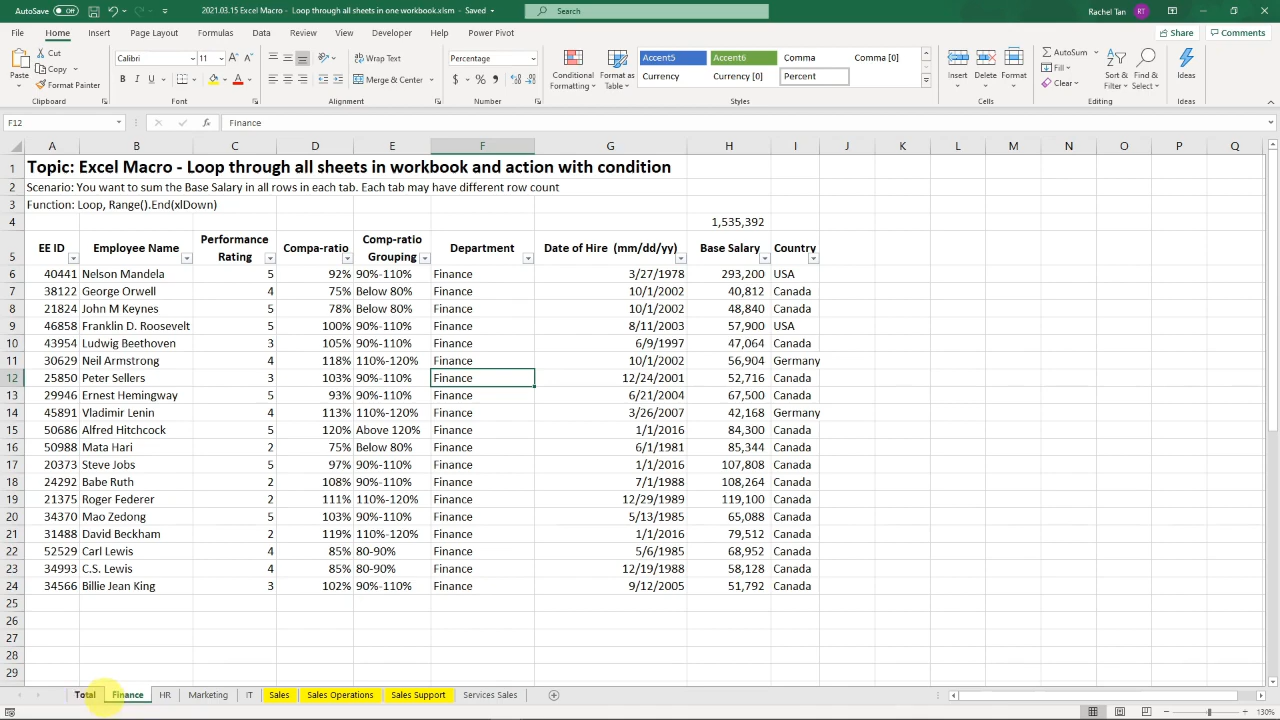 AutoSave Off 2021.03.15 Excel Macro - Loop through all sheets in one workbook.xlsm - Saved Search Rachel Tan RT
File Home Insert Page Layout Formulas Data Review View Developer Help Power Pivot Share Comments
Paste Cut Copy Format Painter Clipboard
Calibri 11 B I U A Font
Wrap Text Merge & Center Alignment
Percentage $ % Number
Conditional Formatting Format as Table
Accent5 Accent6 Comma Comma [0]
Currency Currency [0] Percent
Styles
Insert Delete Format Cells
AutoSum Fill Clear Sort & Filter Find & Select Editing
Ideas Ideas
F12 fx Finance
A B C D E F G H I J K L M N O P Q
1 Topic: Excel Macro - Loop through all sheets in workbook and action with condition
2 Scenario: You want to sum the Base Salary in all rows in each tab. Each tab may have different row count
3 Function: Loop, Range().End(xlDown)
4 1,535,392
5 EE ID Employee Name Performance Rating Compa-ratio Comp-ratio Grouping Department Date of Hire (mm/dd/yy) Base Salary Country
6 40441 Nelson Mandela 5 92% 90%-110% Finance 3/27/1978 293,200 USA
7 38122 George Orwell 4 75% Below 80% Finance 10/1/2002 40,812 Canada
8 21824 John M Keynes 5 78% Below 80% Finance 10/1/2002 48,840 Canada
9 46858 Franklin D. Roosevelt 5 100% 90%-110% Finance 8/11/2003 57,900 USA
10 43954 Ludwig Beethoven 3 105% 90%-110% Finance 6/9/1997 47,064 Canada
11 30629 Neil Armstrong 4 118% 110%-120% Finance 10/1/2002 56,904 Germany
12 25850 Peter Sellers 3 103% 90%-110% Finance 12/24/2001 52,716 Canada
13 29946 Ernest Hemingway 5 93% 90%-110% Finance 6/21/2004 67,500 Canada
14 45891 Vladimir Lenin 4 113% 110%-120% Finance 3/26/2007 42,168 Germany
15 50686 Alfred Hitchcock 5 120% Above 120% Finance 1/1/2016 84,300 Canada
16 50988 Mata Hari 2 75% Below 80% Finance 6/1/1981 85,344 Canada
17 20373 Steve Jobs 5 97% 90%-110% Finance 1/1/2016 107,808 Canada
18 24292 Babe Ruth 2 108% 90%-110% Finance 7/1/1988 108,264 Canada
19 21375 Roger Federer 2 111% 110%-120% Finance 12/29/1989 119,100 Canada
20 34370 Mao Zedong 5 103% 90%-110% Finance 5/13/1985 65,088 Canada
21 31488 David Beckham 2 119% 110%-120% Finance 1/1/2016 79,512 Canada
22 52529 Carl Lewis 4 85% 80-90% Finance 5/6/1985 68,952 Canada
23 34993 C.S. Lewis 4 85% 80-90% Finance 12/19/1988 58,128 Canada
24 34566 Billie Jean King 3 102% 90%-110% Finance 9/12/2005 51,792 Canada
25
26
27
28
29
Total Finance HR Marketing IT Sales Sales Operations Sales Support Services Sales
130%